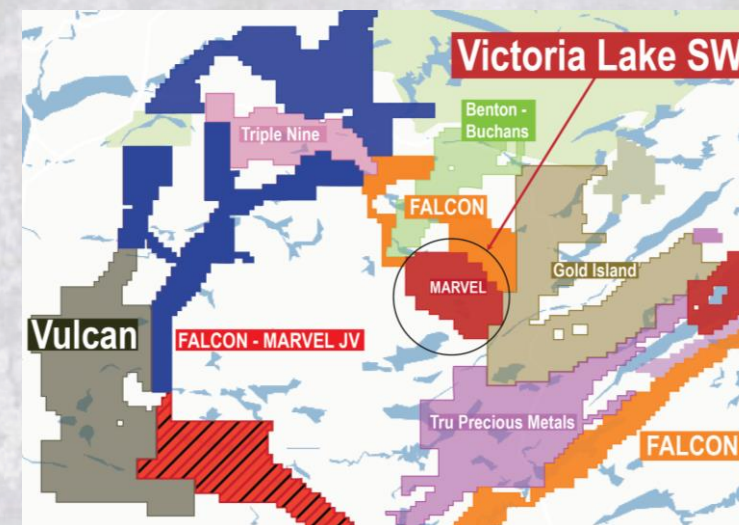 Victoria Lake SW
Benton -
Buchans
Triple Nine
FALCON
Gold Island
MARVEL
Vulcan
FALCON - MARVEL JV
Tru Precious Metals
FALCON